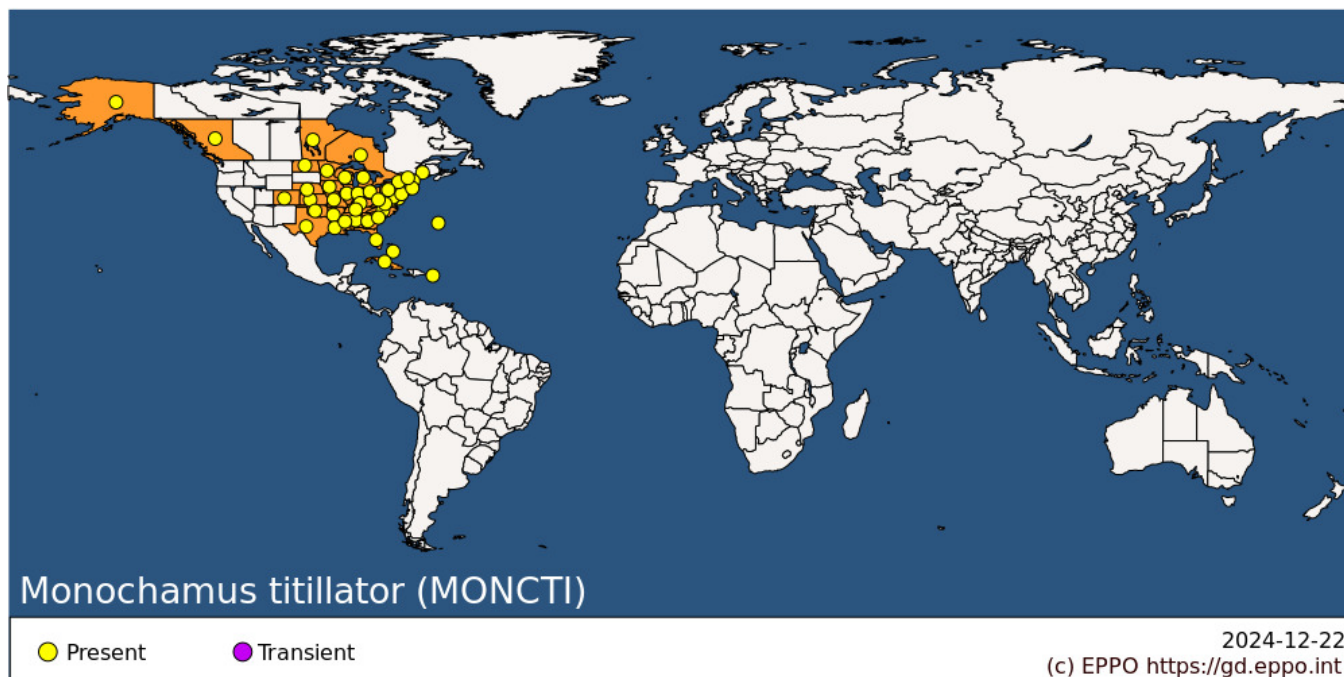 Monochamus titillator (MONCTI)
Present
Transient
2024-12-22
(c) EPPO https://gd.eppo.int